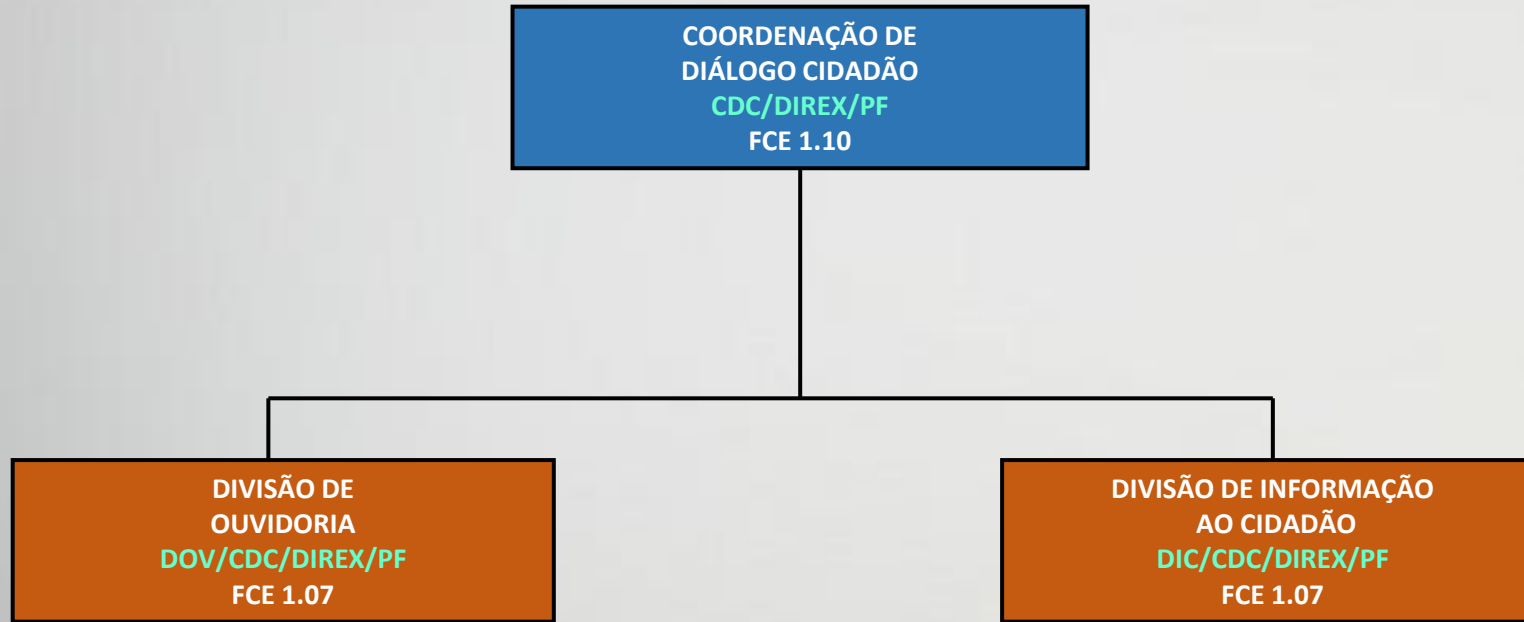 COORDENAÇÃO DE
DIÁLOGO CIDADÃO
CDC/DIREX/PF
FCE 1.10
DIVISÃO DE
OUVIDORIA
DOV/CDC/DIREX/PF
FCE 1.07
DIVISÃO DE INFORMAÇÃO
AO CIDADÃO
DIC/CDC/DIREX/PF
FCE 1.07